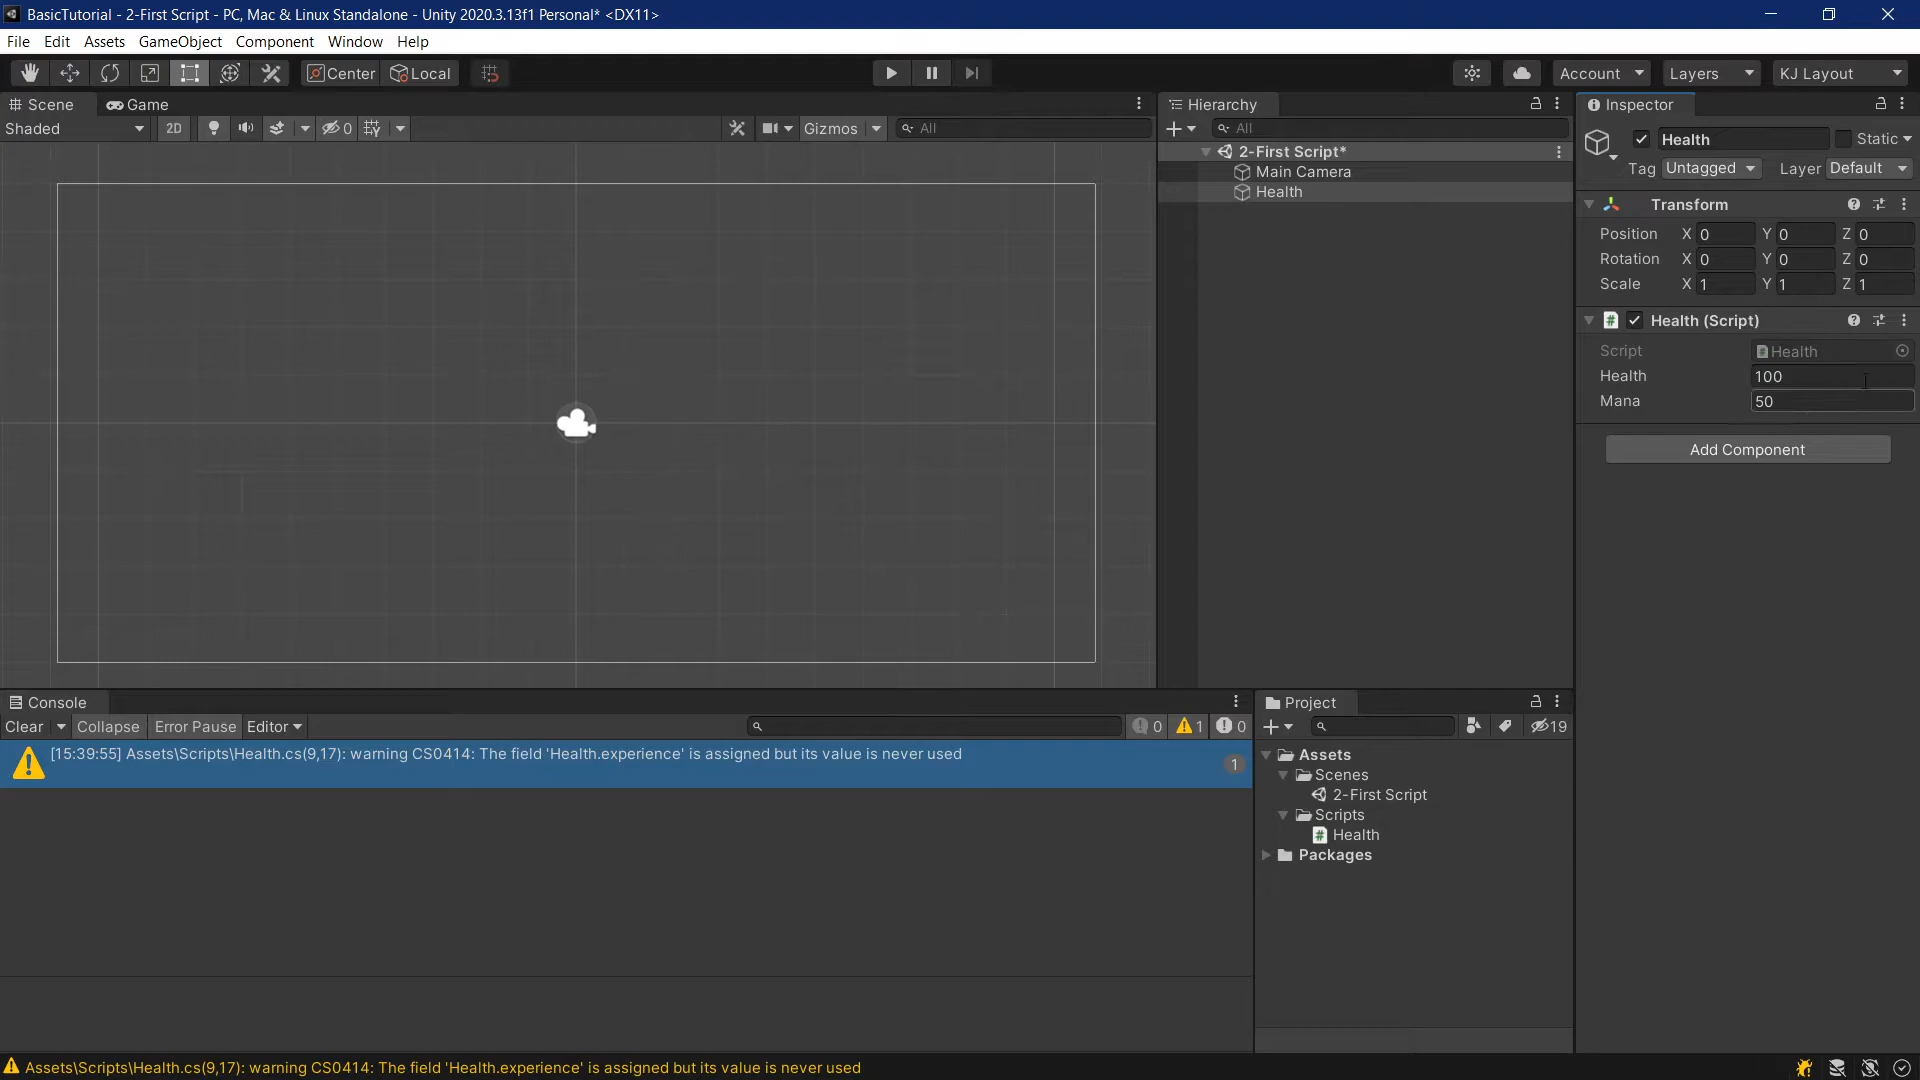 BasicTutorial - 2-First Script - PC, Mac & Linux Standalone - Unity 2020.3.13f1 Personal* <DX11>
File Edit Assets GameObject Component Window Help
Center Local Account Layers KJ Layout
Scene Game
Shaded 2D 0 Gizmos All
Hierarchy
All
2-First Script*
Main Camera
Health
Inspector
Health Static
Tag Untagged Layer Default
Transform
Position X 0 Y 0 Z 0
Rotation X 0 Y 0 Z 0
Scale X 1 Y 1 Z 1
# Health (Script)
Script # Health
Health 100
Mana 50
Add Component
Console
Clear Collapse Error Pause Editor 0 1 0
[15:39:55] Assets\Scripts\Health.cs(9,17): warning CS0414: The field 'Health.experience' is assigned but its value is never used
1
Project
19
Assets
Scenes
2-First Script
Scripts
# Health
Packages
Assets\Scripts\Health.cs(9,17): warning CS0414: The field 'Health.experience' is assigned but its value is never used